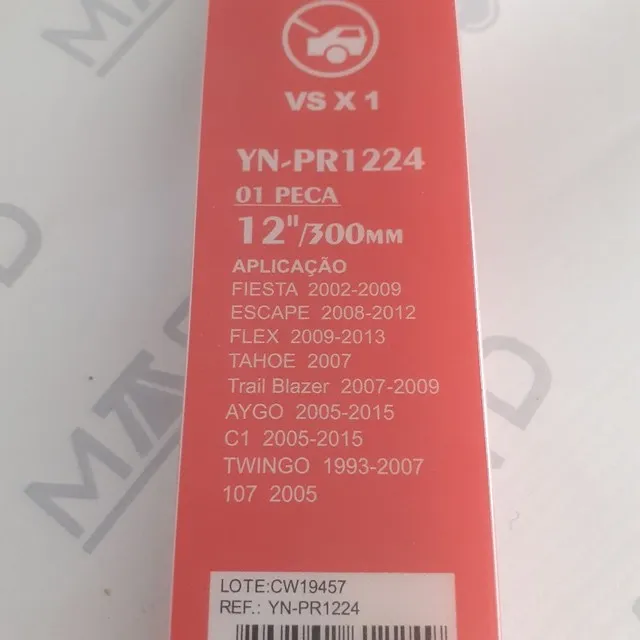 VS X 1
YN-PR1224
01 PECA
12"/300MM
APLICAÇÃO
FIESTA 2002-2009
ESCAPE 2008-2012
FLEX 2009-2013
TAHOE 2007
Trail Blazer 2007-2009
AYGO 2005-2015
C1 2005-2015
TWINGO 1993-2007
107 2005
LOTE:CW19457
REF.: YN-PR1224